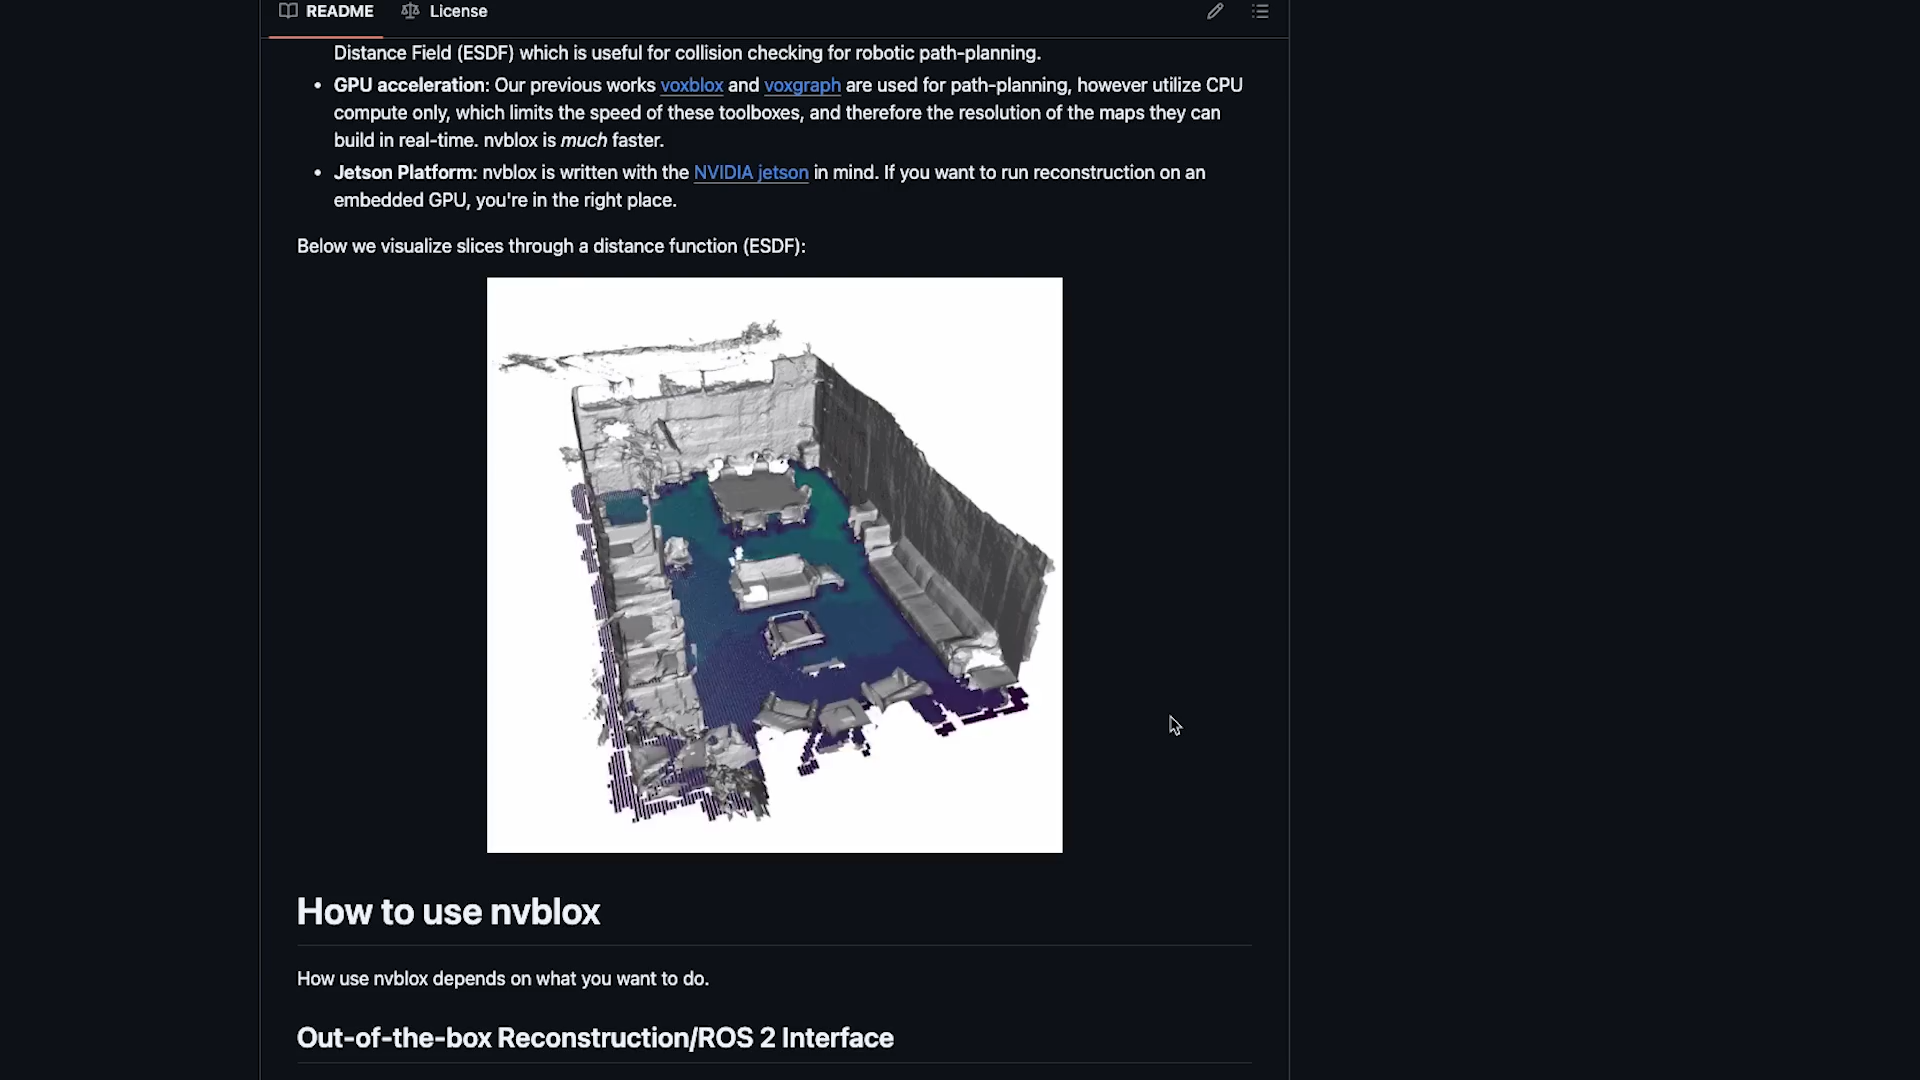 README
License
Distance Field (ESDF) which is useful for collision checking for robotic path-planning.
• GPU acceleration: Our previous works voxblox and voxgraph are used for path-planning, however utilize CPU
compute only, which limits the speed of these toolboxes, and therefore the resolution of the maps they can
build in real-time. nvblox is much faster.
• Jetson Platform: nvblox is written with the NVIDIA jetson in mind. If you want to run reconstruction on an
embedded GPU, you're in the right place.
Below we visualize slices through a distance function (ESDF):
How to use nvblox
How use nvblox depends on what you want to do.
Out-of-the-box Reconstruction/ROS 2 Interface